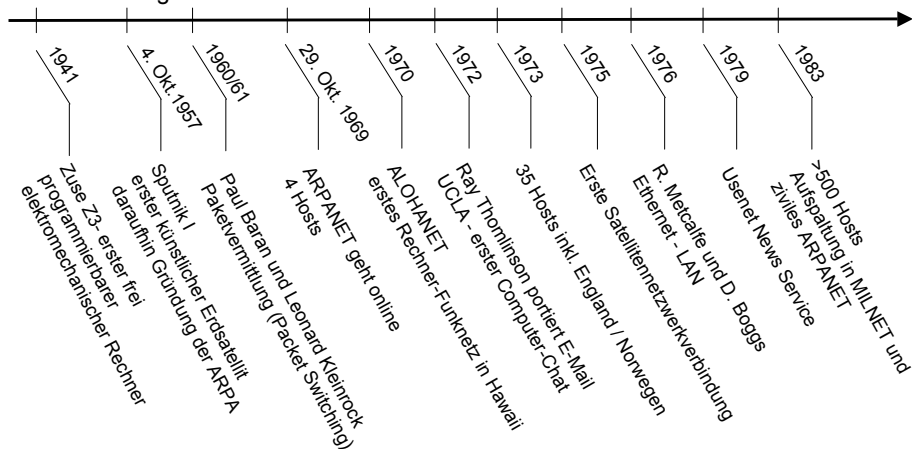 1941
Zuse Z3- erster frei
programmierbarer
elektromechanischer Rechner
4. Okt.1957
Sputnik I
erster künstlicher Erdsatellit
daraufhin Gründung der ARPA
1960/61
Paul Baran und Leonard Kleinrock
Paketvermittlung (Packet Switching)
29. Okt. 1969
ARPANET geht online
4 Hosts
1970
ALOHANET
erstes Rechner-Funknetz in Hawaii
1972
Ray Thomlinson portiert E-Mail
UCLA - erster Computer-Chat
1973
35 Hosts inkl. England / Norwegen
1975
Erste Satellitennetzwerkverbindung
1976
R. Metcalfe und D. Boggs
Ethernet - LAN
1979
Usenet News Service
1983
>500 Hosts
Aufspaltung in MILNET und
ziviles ARPANET